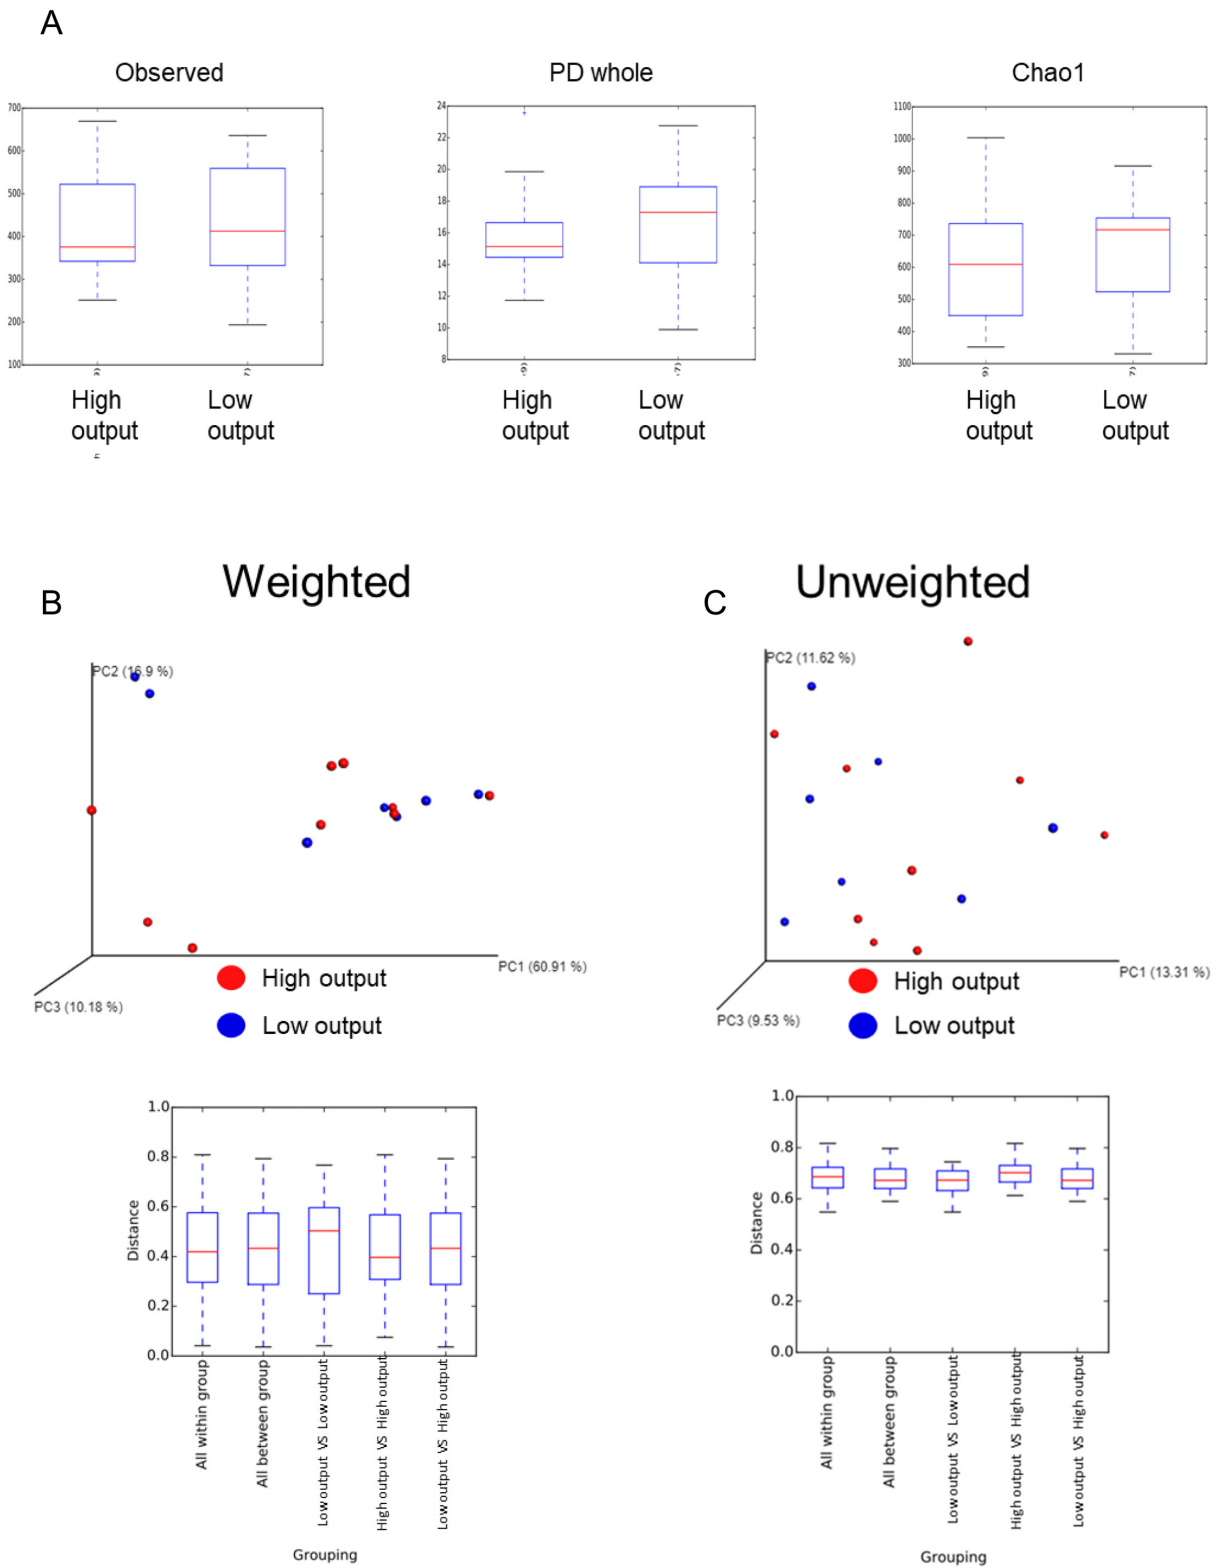 A
Observed
PD whole
Chao1
700
600
500
400
300
200
100
High
output
Low
output
24
22
20
18
16
14
12
10
8
High
output
Low
output
1100
1000
900
800
700
600
500
400
300
High
output
Low
output
B
Weighted
PC2 (16.9 %)
PC1 (60.91 %)
PC3 (10.18 %)
High output
Low output
C
Unweighted
PC2 (11.62 %)
PC1 (13.31 %)
PC3 (9.53 %)
High output
Low output
1.0
0.8
0.6
0.4
0.2
0.0
Distance
All within group
All between group
Low output VS Low output
High output VS High output
Low output VS High output
Grouping
1.0
0.8
0.6
0.4
0.2
0.0
Distance
All within group
All between group
Low output VS Low output
High output VS High output
Low output VS High output
Grouping